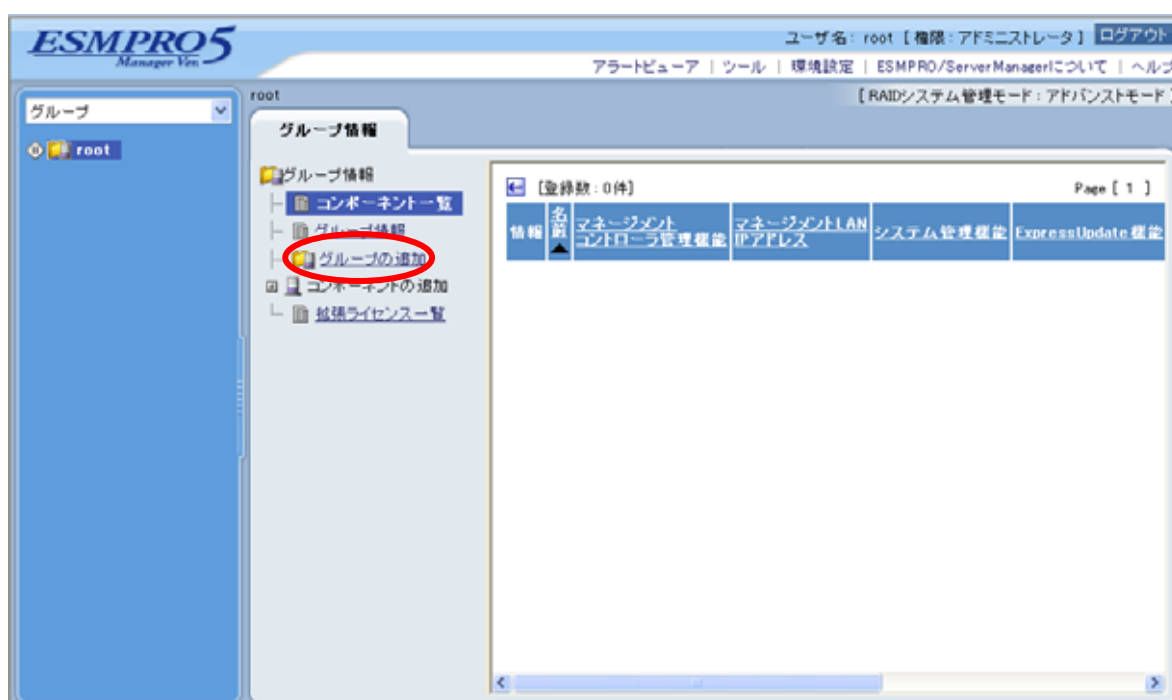 ESMPRO5
Manager Ver.
ユーザ名: root [ 権限 : アドミニストレータ ] ログアウト
アラートビューア | ツール | 環境設定 | ESMPRO/ServerManagerについて | ヘルプ
グループ
root
root
[ RAIDシステム管理モード : アドバンストモード ]
グループ情報
グループ情報
コンポーネント一覧
グループ情報
グループの追加
コンポーネントの追加
拡張ライセンス一覧
[登録数 : 0件]
Page [ 1 ]
情報 名前 マネージメントコントローラ管理機能 マネージメントLAN IPアドレス システム管理機能 ExpressUpdate機能